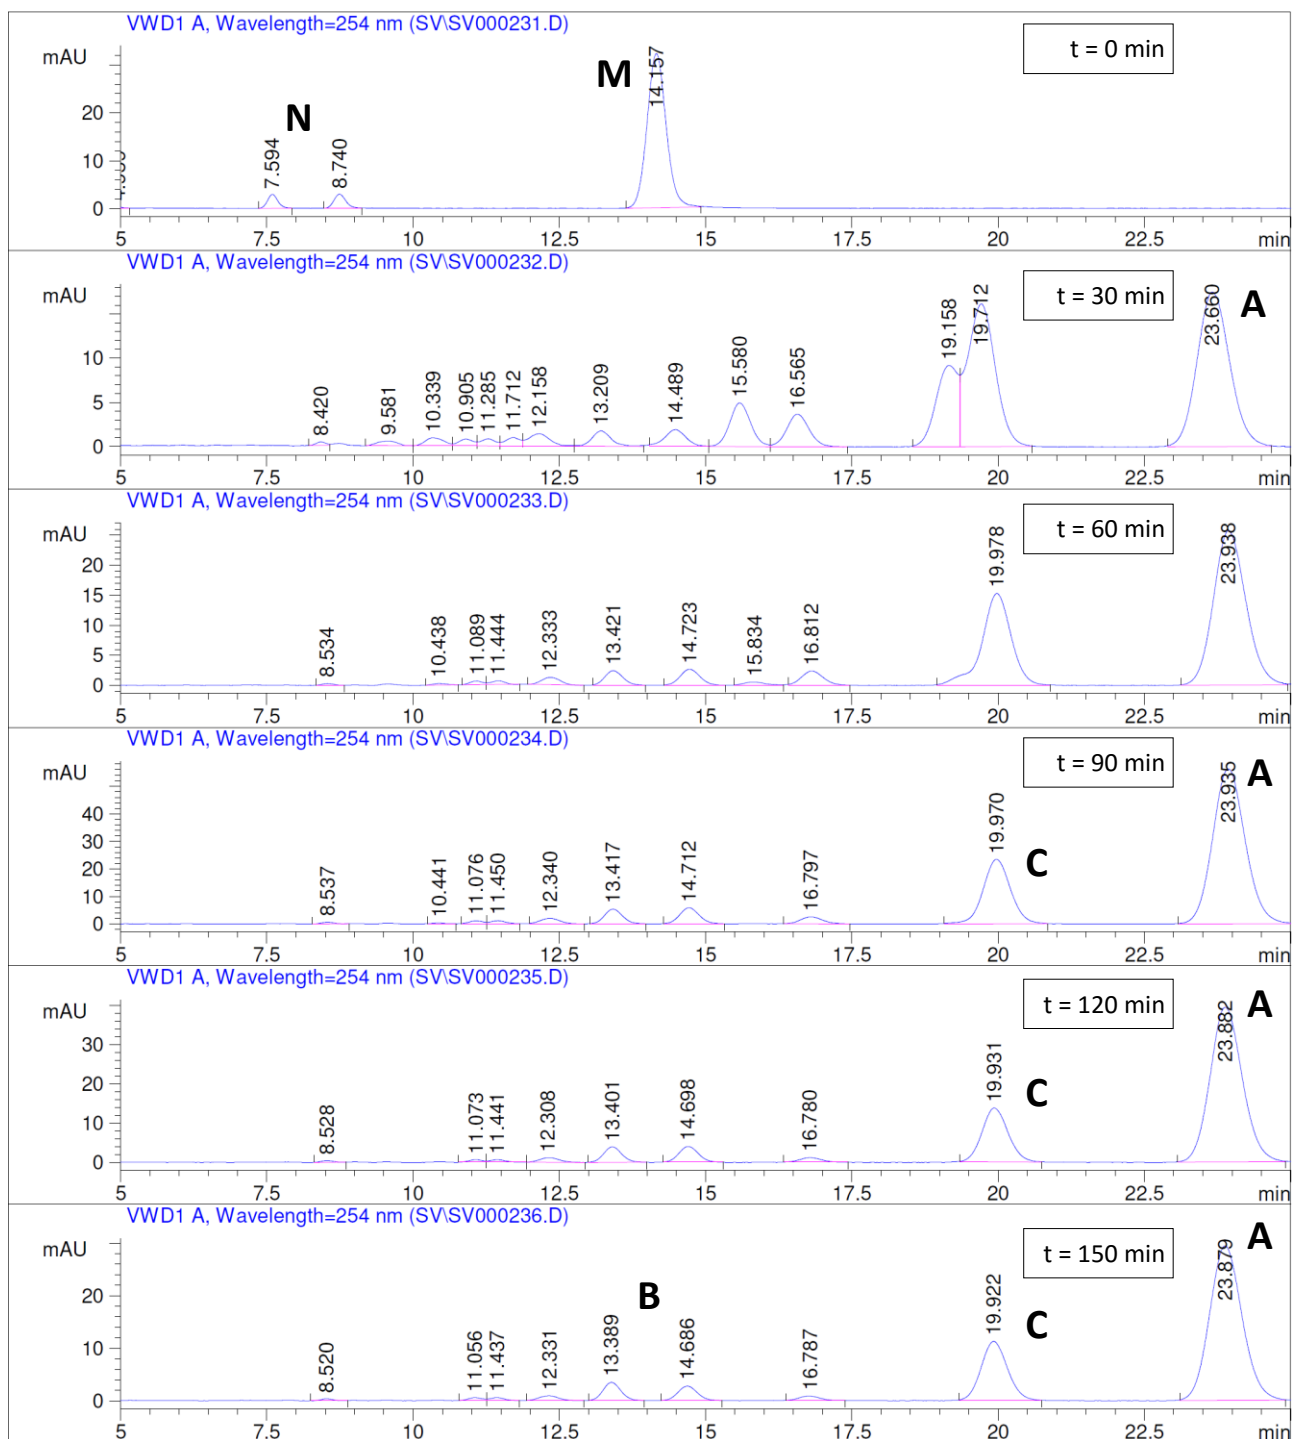 VWD1 A, Wavelength=254 nm (SV\SV000231.D)
mAU
t = 0 min
N
M
7.594
8.740
14.157
20
10
0
5 7.5 10 12.5 15 17.5 20 22.5 min
VWD1 A, Wavelength=254 nm (SV\SV000232.D)
mAU
t = 30 min
A
8.420
9.581
10.339
10.905
11.285
11.712
12.158
13.209
14.489
15.580
16.565
19.158
19.712
23.660
10
5
0
5 7.5 10 12.5 15 17.5 20 22.5 min
VWD1 A, Wavelength=254 nm (SV\SV000233.D)
mAU
t = 60 min
8.534
10.438
11.089
11.444
12.333
13.421
14.723
15.834
16.812
19.978
23.938
20
15
10
5
0
5 7.5 10 12.5 15 17.5 20 22.5 min
VWD1 A, Wavelength=254 nm (SV\SV000234.D)
mAU
t = 90 min
A
C
8.537
10.441
11.076
11.450
12.340
13.417
14.712
16.797
19.970
23.935
40
30
20
10
0
5 7.5 10 12.5 15 17.5 20 22.5 min
VWD1 A, Wavelength=254 nm (SV\SV000235.D)
mAU
t = 120 min
A
C
8.528
11.073
11.441
12.308
13.401
14.698
16.780
19.931
23.882
30
20
10
0
5 7.5 10 12.5 15 17.5 20 22.5 min
VWD1 A, Wavelength=254 nm (SV\SV000236.D)
mAU
t = 150 min
A
B
C
8.520
11.056
11.437
12.331
13.389
14.686
16.787
19.922
23.879
20
10
0
5 7.5 10 12.5 15 17.5 20 22.5 min